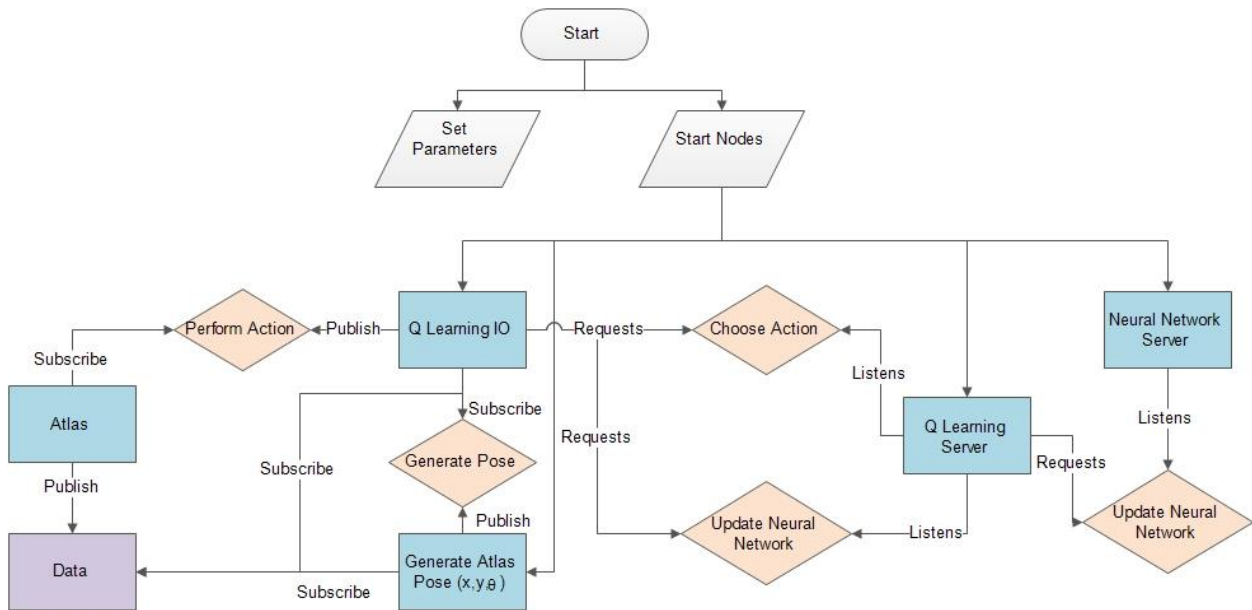 Start
Set
Parameters
Start Nodes
Perform Action
Publish
Q Learning IO
Requests
Choose Action
Neural Network
Server
Subscribe
Listens
Atlas
Subscribe
Q Learning
Server
Listens
Requests
Generate Pose
Subscribe
Requests
Publish
Publish
Update Neural
Network
Listens
Update Neural
Network
Data
Subscribe
Generate Atlas
Pose (x,y,θ )